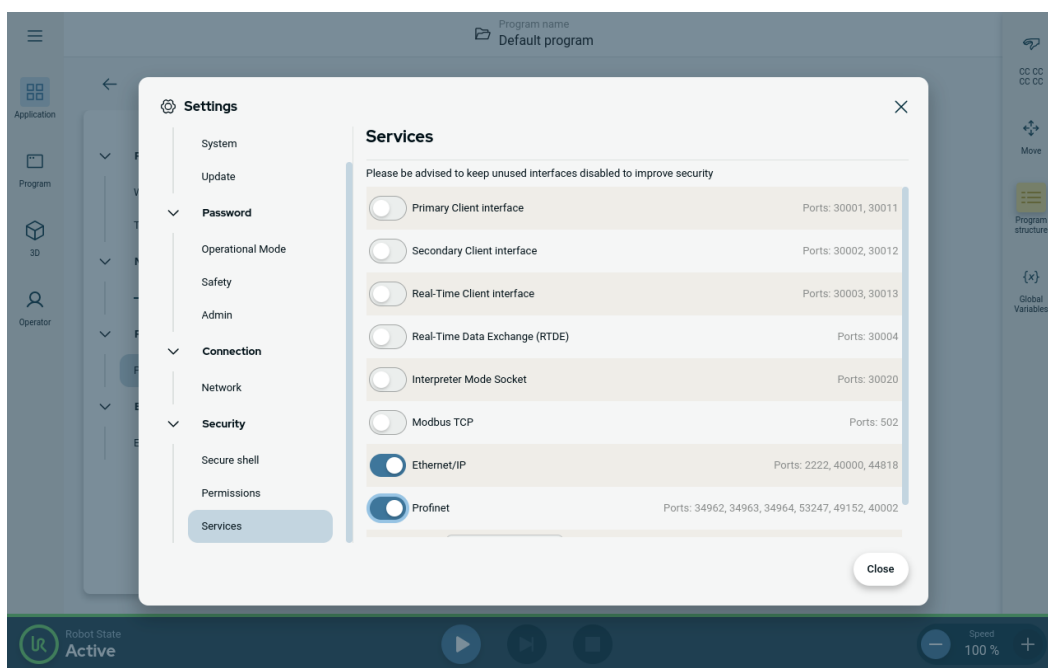 Program name
Default program
Application
Program
3D
Operator
Settings
System
Update
Password
Operational Mode
Safety
Admin
Connection
Network
Security
Secure shell
Permissions
Services
Services
Please be advised to keep unused interfaces disabled to improve security
Primary Client interface Ports: 30001, 30011
Secondary Client interface Ports: 30002, 30012
Real-Time Client interface Ports: 30003, 30013
Real-Time Data Exchange (RTDE) Ports: 30004
Interpreter Mode Socket Ports: 30020
Modbus TCP Ports: 502
Ethernet/IP Ports: 2222, 40000, 44818
Profinet Ports: 34962, 34963, 34964, 53247, 49152, 40002
Close
CC CC
CC CC
Move
Program
structure
{x}
Global
Variables
UR
Robot State
Active
Speed
100 %